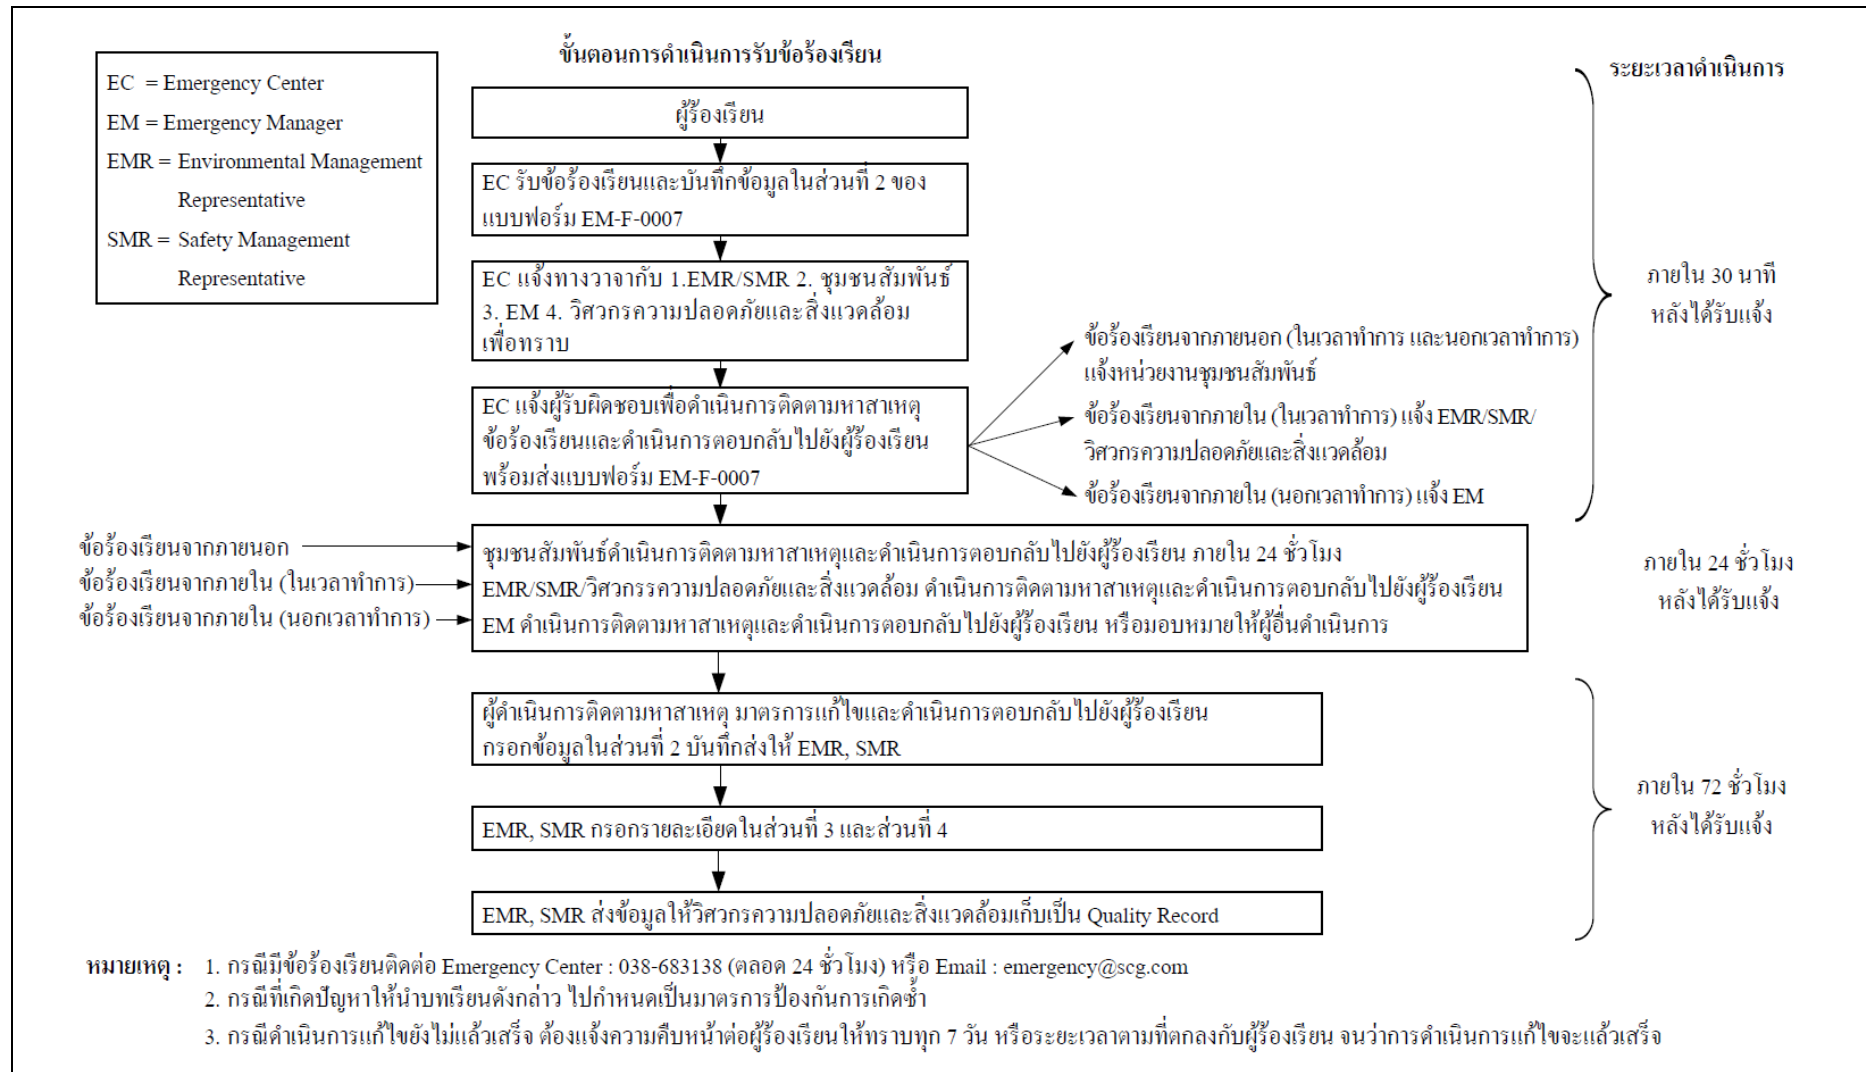 ขั้นตอนการดำเนินการรับข้อร้องเรียน
ระยะเวลาดำเนินการ
EC = Emergency Center
EM = Emergency Manager
EMR = Environmental Management
Representative
SMR = Safety Management
Representative
ผู้ร้องเรียน
EC รับข้อร้องเรียนและบันทึกข้อมูลในส่วนที่ 2 ของ
แบบฟอร์ม EM-F-0007
EC แจ้งทางวาจากับ 1.EMR/SMR 2. ชุมชนสัมพันธ์
3. EM 4. วิศวกรความปลอดภัยและสิ่งแวดล้อม
เพื่อทราบ
EC แจ้งผู้รับผิดชอบเพื่อดำเนินการติดตามหาสาเหตุ
ข้อร้องเรียนและดำเนินการตอบกลับไปยังผู้ร้องเรียน
พร้อมส่งแบบฟอร์ม EM-F-0007
ข้อร้องเรียนจากภายนอก (ในเวลาทำการ และนอกเวลาทำการ)
แจ้งหน่วยงานชุมชนสัมพันธ์
ข้อร้องเรียนจากภายใน (ในเวลาทำการ) แจ้ง EMR/SMR/
วิศวกรความปลอดภัยและสิ่งแวดล้อม
ข้อร้องเรียนจากภายใน (นอกเวลาทำการ) แจ้ง EM
ภายใน 30 นาที
หลังได้รับแจ้ง
ข้อร้องเรียนจากภายนอก
ข้อร้องเรียนจากภายใน (ในเวลาทำการ)
ข้อร้องเรียนจากภายใน (นอกเวลาทำการ)
ชุมชนสัมพันธ์ดำเนินการติดตามหาสาเหตุและดำเนินการตอบกลับไปยังผู้ร้องเรียน ภายใน 24 ชั่วโมง
EMR/SMR/วิศวกรรความปลอดภัยและสิ่งแวดล้อม ดำเนินการติดตามหาสาเหตุและดำเนินการตอบกลับไปยังผู้ร้องเรียน
EM ดำเนินการติดตามหาสาเหตุและดำเนินการตอบกลับไปยังผู้ร้องเรียน หรือมอบหมายให้ผู้อื่นดำเนินการ
ภายใน 24 ชั่วโมง
หลังได้รับแจ้ง
ผู้ดำเนินการติดตามหาสาเหตุ มาตรการแก้ไขและดำเนินการตอบกลับไปยังผู้ร้องเรียน
กรอกข้อมูลในส่วนที่ 2 บันทึกส่งให้ EMR, SMR
EMR, SMR กรอกรายละเอียดในส่วนที่ 3 และส่วนที่ 4
EMR, SMR ส่งข้อมูลให้วิศวกรความปลอดภัยและสิ่งแวดล้อมเก็บเป็น Quality Record
ภายใน 72 ชั่วโมง
หลังได้รับแจ้ง
หมายเหตุ : 1. กรณีมีข้อร้องเรียนติดต่อ Emergency Center : 038-683138 (ตลอด 24 ชั่วโมง) หรือ Email : emergency@scg.com
2. กรณีที่เกิดปัญหาให้นำบทเรียนดังกล่าว ไปกำหนดเป็นมาตรการป้องกันการเกิดซ้ำ
3. กรณีดำเนินการแก้ไขยังไม่แล้วเสร็จ ต้องแจ้งความคืบหน้าต่อผู้ร้องเรียนให้ทราบทุก 7 วัน หรือระยะเวลาตามที่ตกลงกับผู้ร้องเรียน จนว่าการดำเนินการแก้ไขจะแล้วเสร็จ